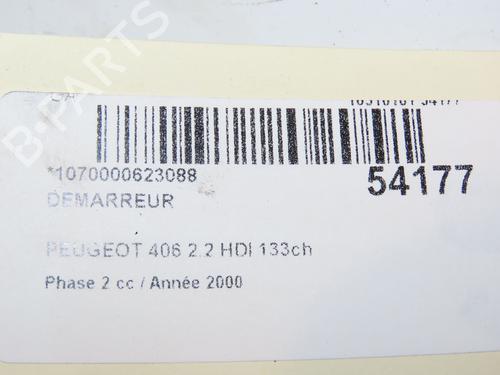 B-PARTS
*1070000623088
54177
DEMARREUR
PEUGEOT 406 2.2 HDI 133ch
Phase 2 cc / Année 2000